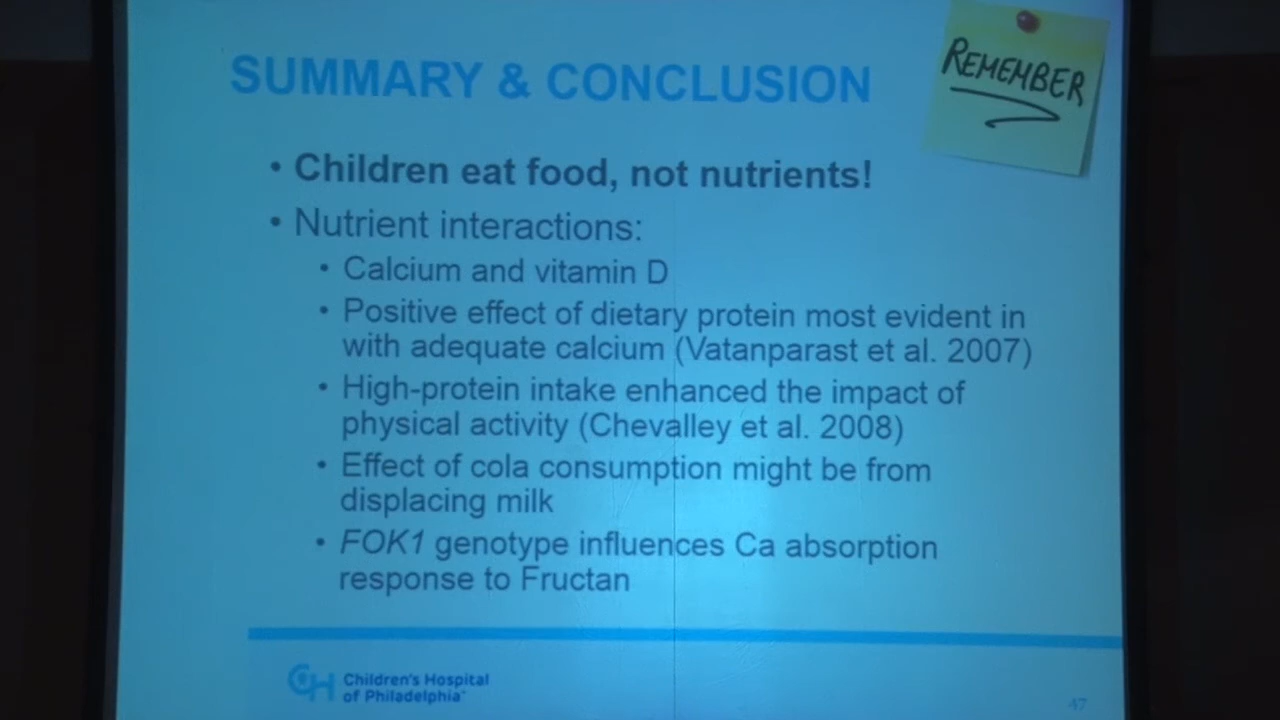 SUMMARY & CONCLUSION
REMEMBER
• Children eat food, not nutrients!
• Nutrient interactions:
• Calcium and vitamin D
• Positive effect of dietary protein most evident in
with adequate calcium (Vatanparast et al. 2007)
• High-protein intake enhanced the impact of
physical activity (Chevalley et al. 2008)
• Effect of cola consumption might be from
displacing milk
• FOK1 genotype influences Ca absorption
response to Fructan
CH
Children's Hospital
of Philadelphia™
47